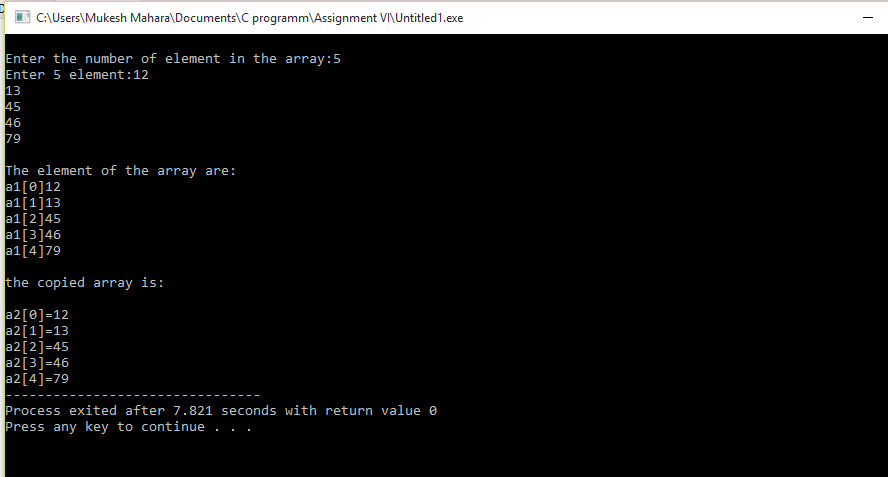 C:\Users\Mukesh Mahara\Documents\C programm\Assignment VI\Untitled1.exe
Enter the number of element in the array:5
Enter 5 element:12
13
45
46
79
The element of the array are:
a1[0]12
a1[1]13
a1[2]45
a1[3]46
a1[4]79
the copied array is:
a2[0]=12
a2[1]=13
a2[2]=45
a2[3]=46
a2[4]=79
--------------------------------
Process exited after 7.821 seconds with return value 0
Press any key to continue . . .